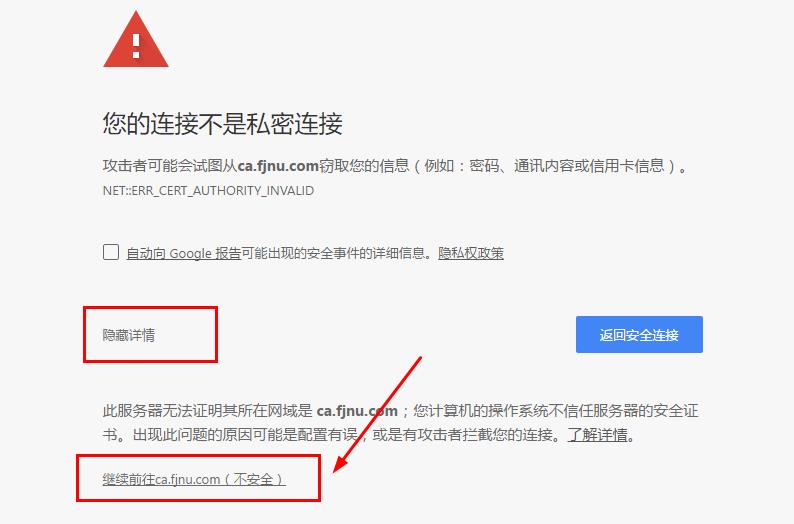 您的连接不是私密连接
攻击者可能会试图从ca.fjnu.com窃取您的信息（例如：密码、通讯内容或信用卡信息）。
NET::ERR_CERT_AUTHORITY_INVALID
自动向 Google 报告可能出现的安全事件的详细信息。隐私权政策
隐藏详情
返回安全连接
此服务器无法证明其所在网域是 ca.fjnu.com；您计算机的操作系统不信任服务器的安全证
书。出现此问题的原因可能是配置有误，或是有攻击者拦截您的连接。了解详情。
继续前往ca.fjnu.com（不安全）